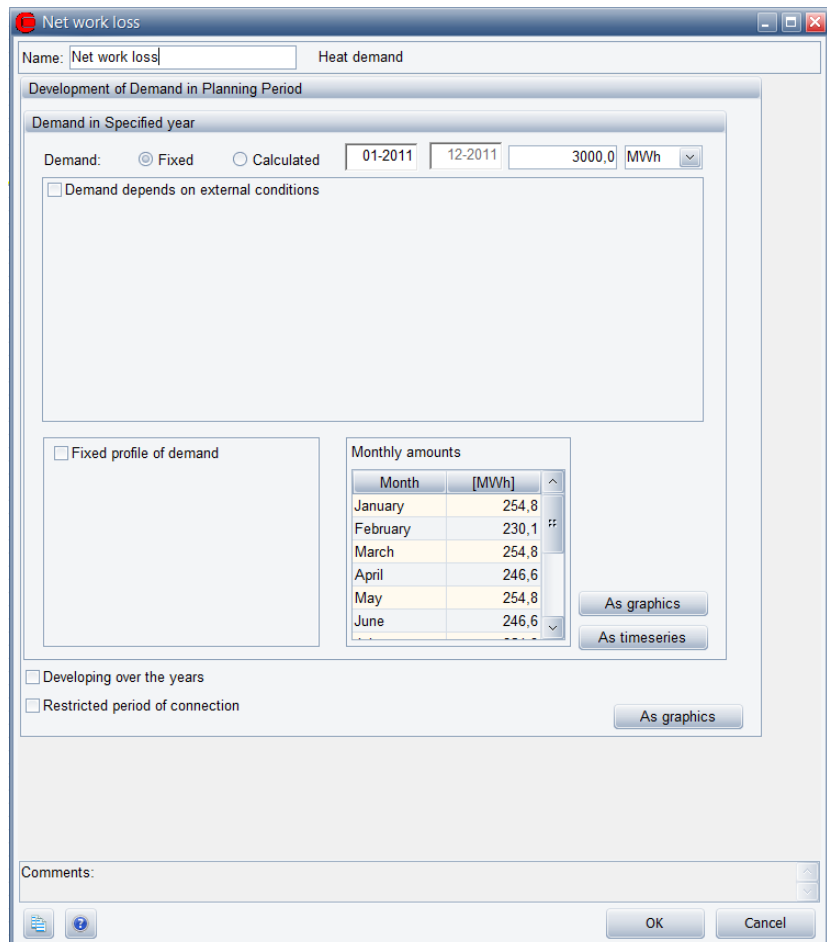 Net work loss
Name: Net work loss Heat demand
Development of Demand in Planning Period
Demand in Specified year
Demand: Fixed Calculated 01-2011 12-2011 3000,0 MWh
Demand depends on external conditions
Fixed profile of demand
Monthly amounts
Month [MWh]
January 254,8
February 230,1
March 254,8
April 246,6
May 254,8
June 246,6
As graphics
As timeseries
Developing over the years
Restricted period of connection
As graphics
Comments:
OK Cancel